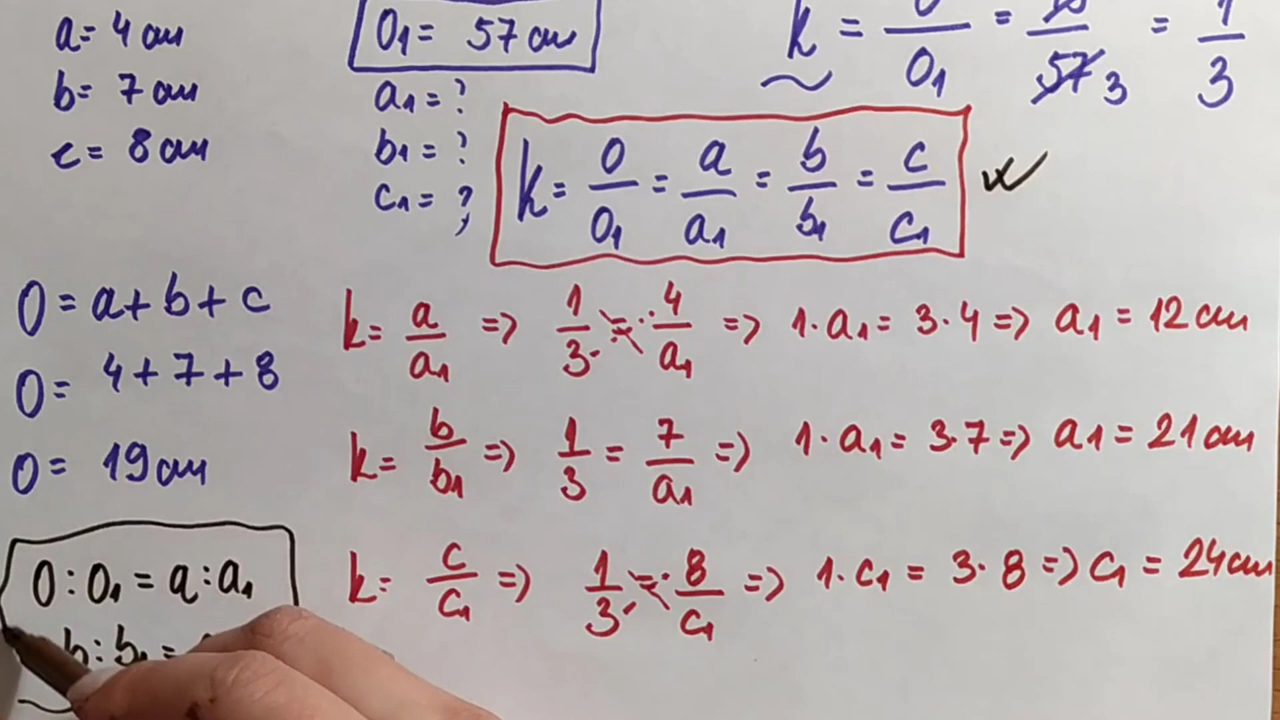 a = 4 cm
b = 7 cm
c = 8 cm
O1 = 57 cm
a1 = ?
b1 = ?
c1 = ?
k = O/O1 = /57 3 = 1/3
k = O/O1 = a/a1 = b/b1 = c/c1
O = a + b + c
O = 4 + 7 + 8
O = 19 cm
k = a/a1 => 1/3 = 4/a1 => 1·a1 = 3·4 => a1 = 12 cm
k = b/b1 => 1/3 = 7/a1 => 1·a1 = 3·7 => a1 = 21 cm
k = c/c1 => 1/3 = 8/c1 => 1·c1 = 3·8 => c1 = 24 cm
O : O1 = a : a1
b : b1 =